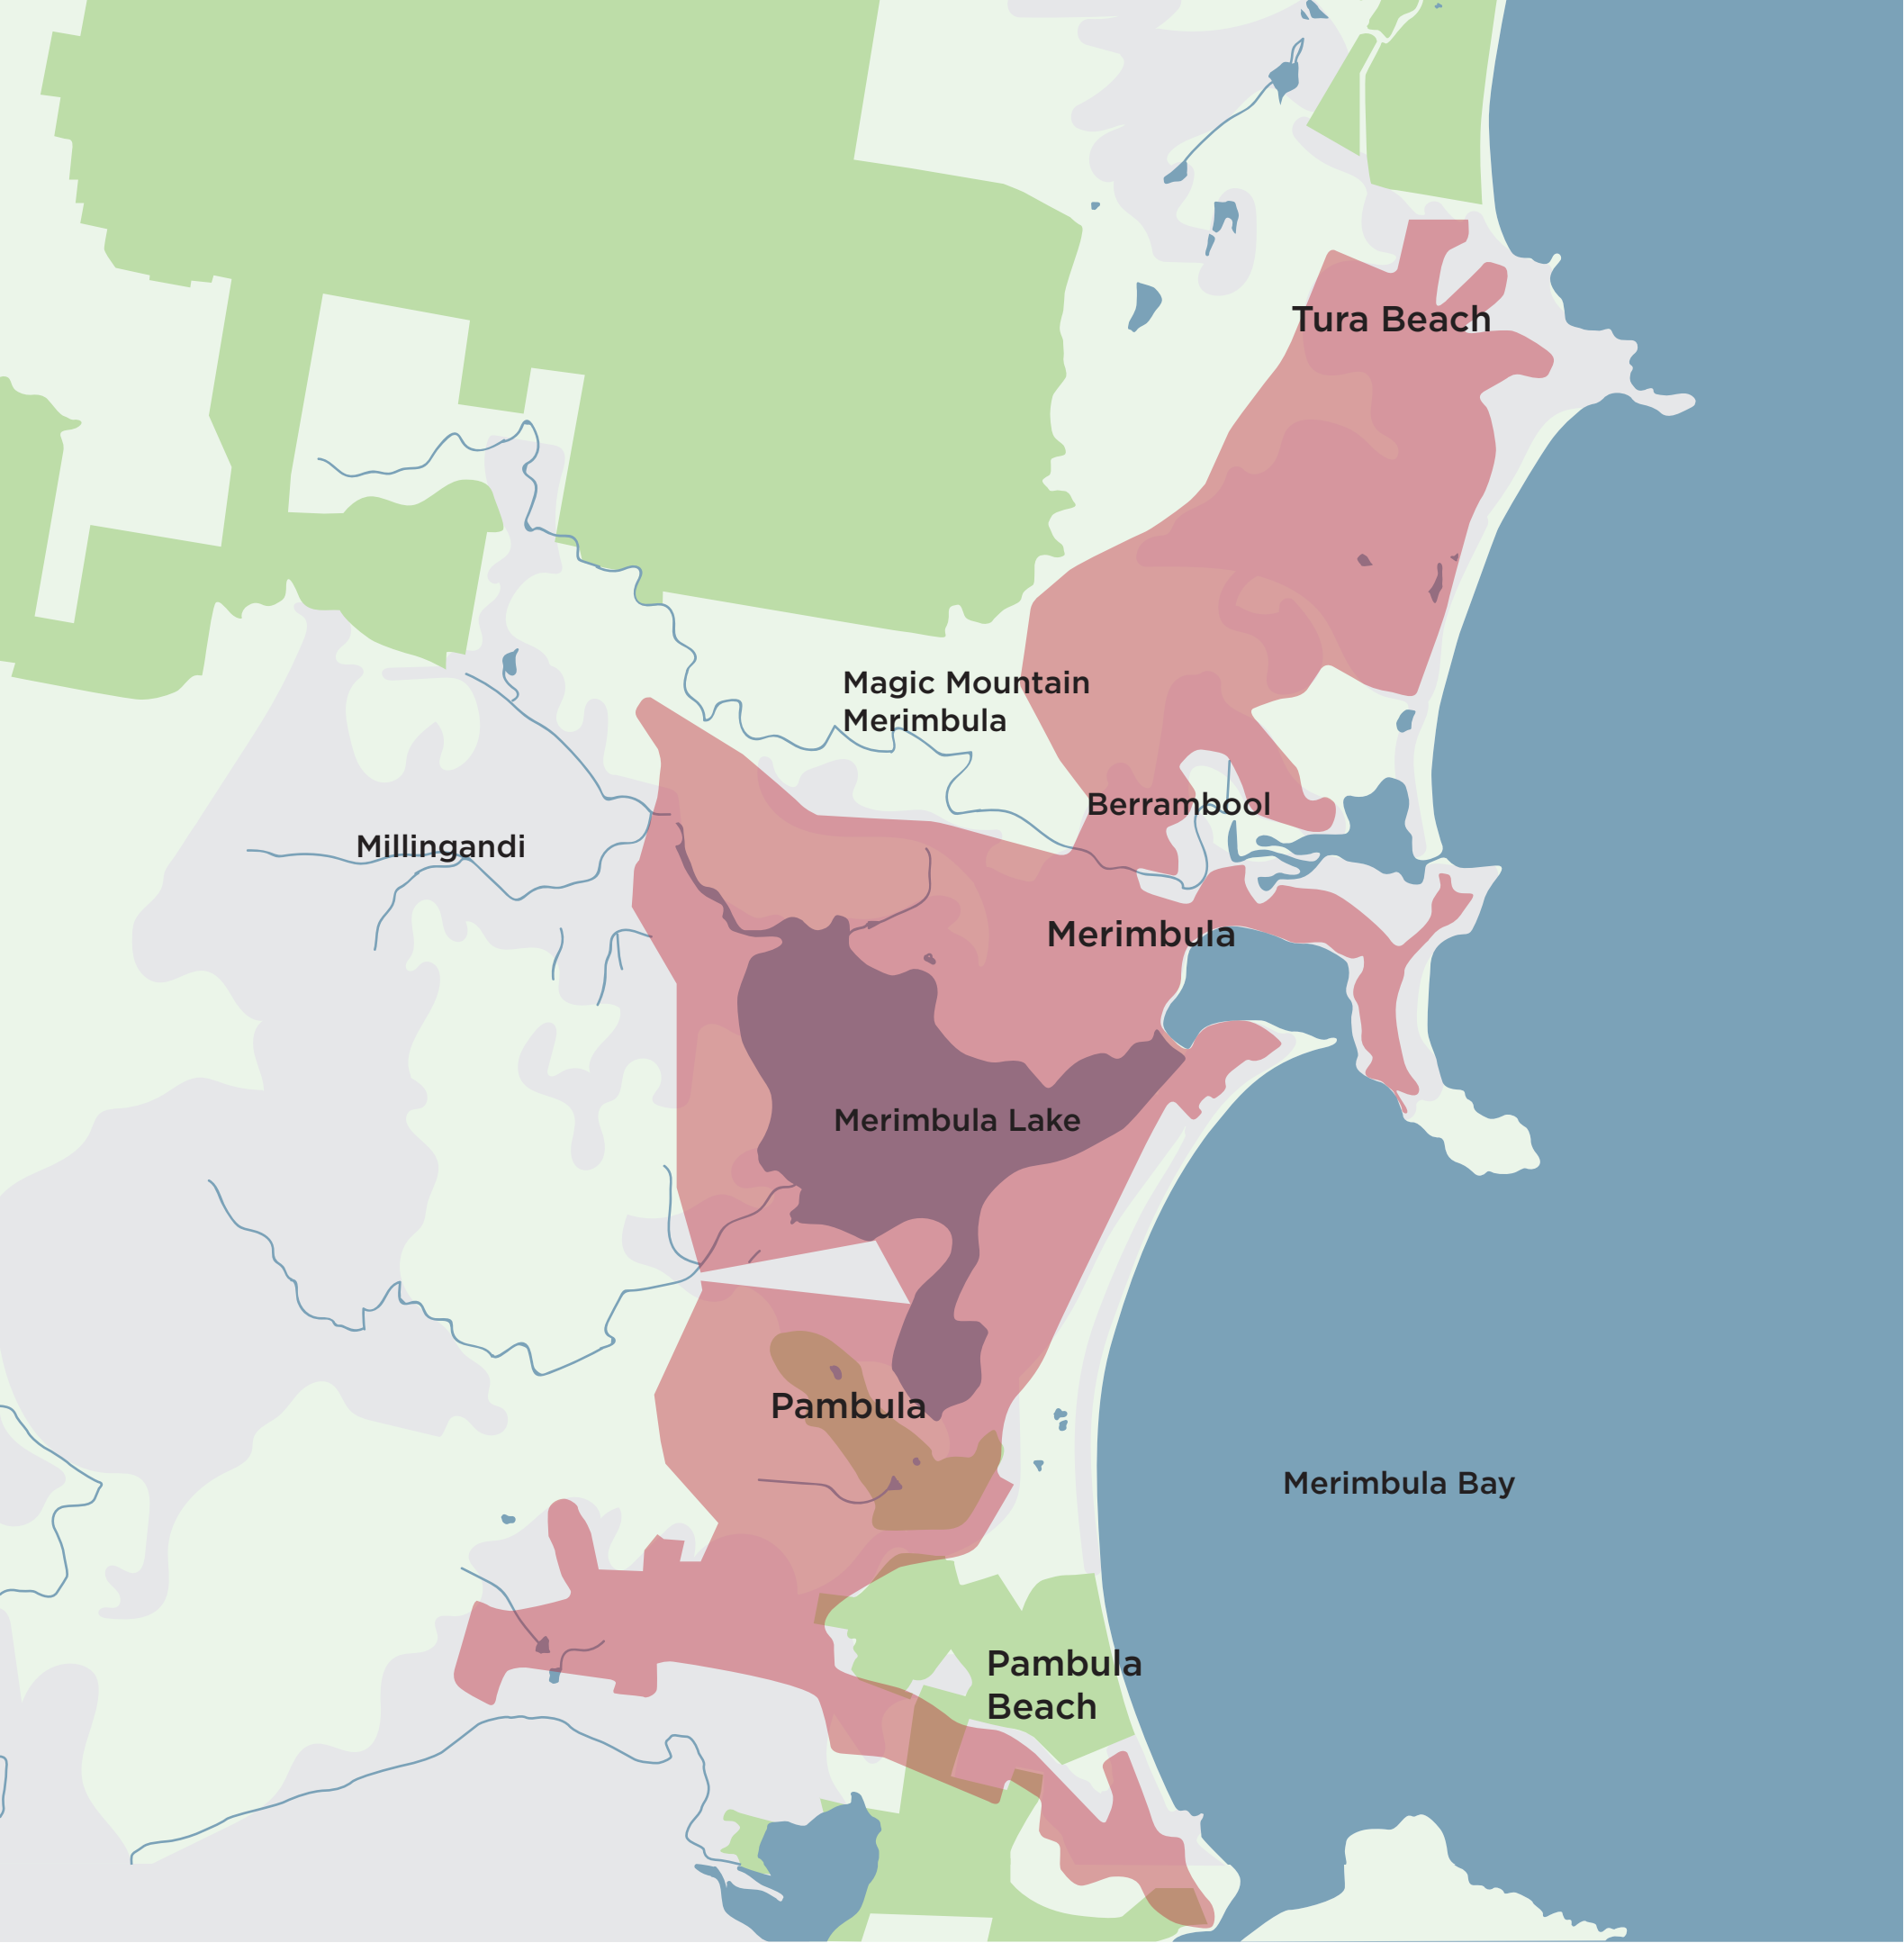 Tura Beach
Magic Mountain
Merimbula
Berrambool
Millingandi
Merimbula
Merimbula Lake
Pambula
Merimbula Bay
Pambula
Beach